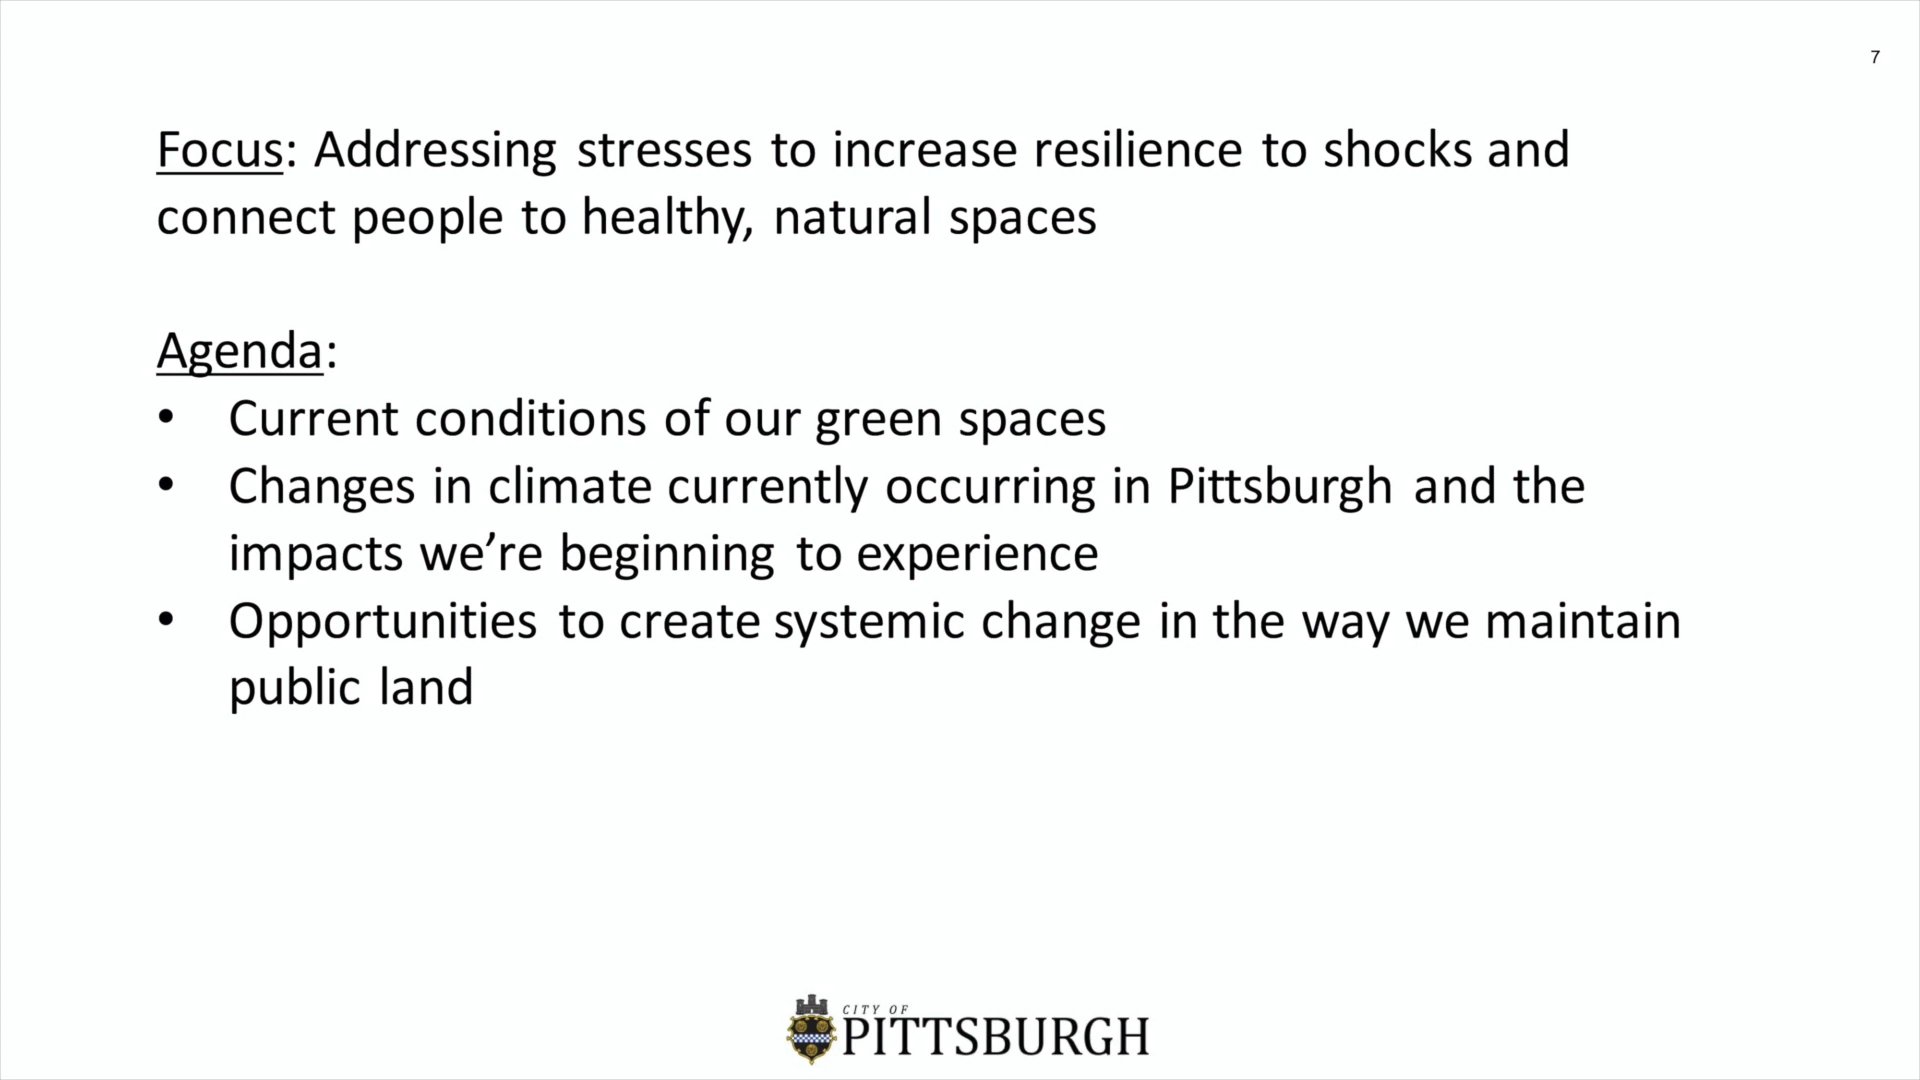 7
Focus: Addressing stresses to increase resilience to shocks and
connect people to healthy, natural spaces
Agenda:
• Current conditions of our green spaces
• Changes in climate currently occurring in Pittsburgh and the
impacts we’re beginning to experience
• Opportunities to create systemic change in the way we maintain
public land
CITY OF
PITTSBURGH